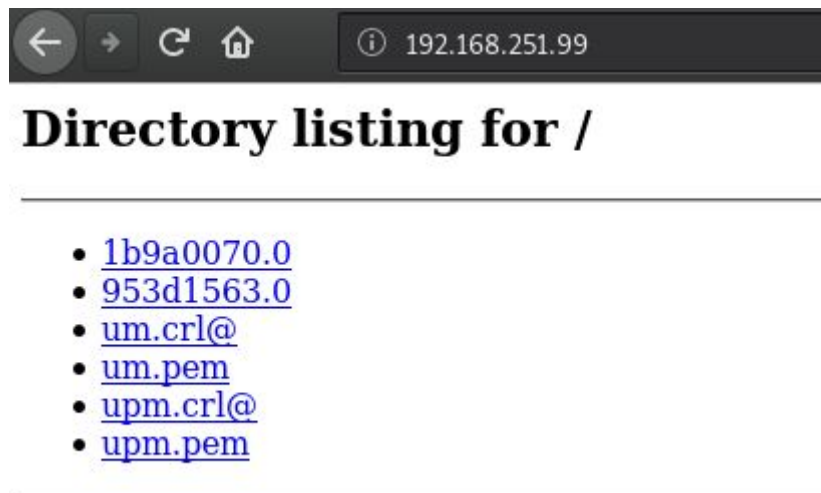 192.168.251.99
Directory listing for /
1b9a0070.0
953d1563.0
um.crl@
um.pem
upm.crl@
upm.pem